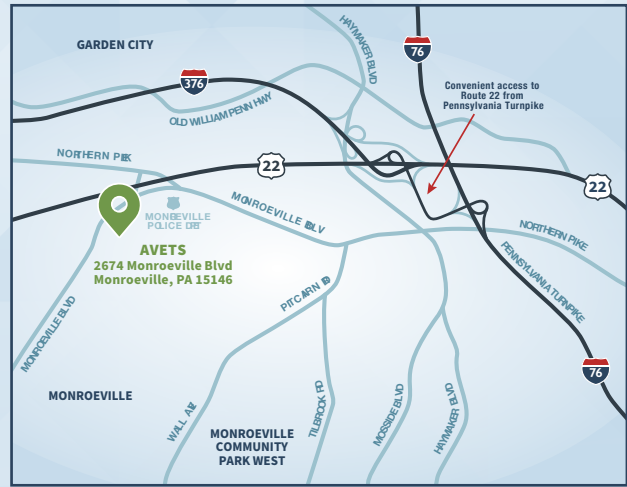 GARDEN CITY
HAYMAKER BLVD
76
376
Convenient access to
Route 22 from
Pennsylvania Turnpike
OLD WILLIAM PENN HWY
NORTHERN PIKE
22
22
MONROEVILLE BLV
MONROEVILLE
POLICE DEPT
NORTHERN PIKE
AVETS
2674 Monroeville Blvd
Monroeville, PA 15146
PENNSYLVANIA TURNPIKE
PITCAIRN RD
MONROEVILLE BLVD
76
MONROEVILLE
WALL AVE
TILBROOK RD
MOSSIDE BLVD
HAYMAKER BLVD
MONROEVILLE
COMMUNITY
PARK WEST